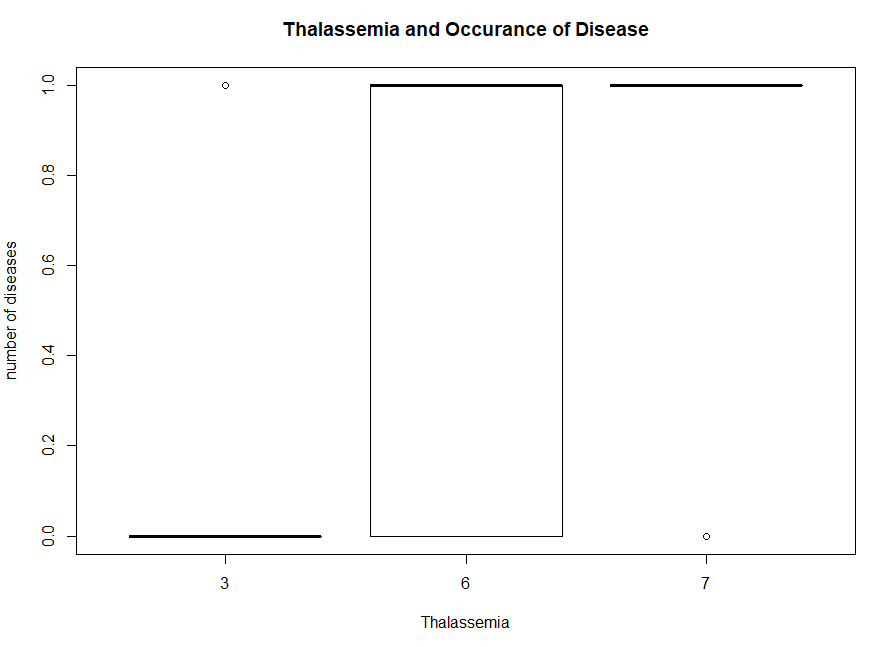 Thalassemia and Occurance of Disease
number of diseases
1.0
0.8
0.6
0.4
0.2
0.0
3 6 7
Thalassemia